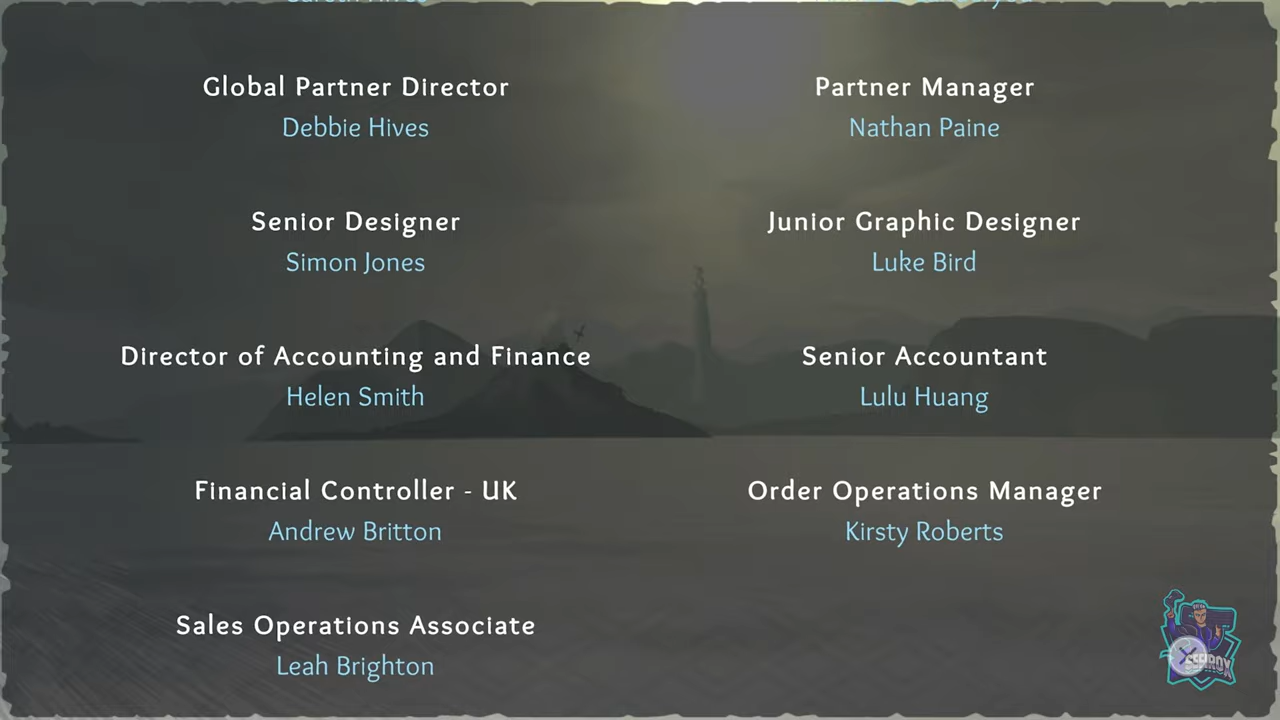 Global Partner Director
Debbie Hives
Partner Manager
Nathan Paine
Senior Designer
Simon Jones
Junior Graphic Designer
Luke Bird
Director of Accounting and Finance
Helen Smith
Senior Accountant
Lulu Huang
Financial Controller - UK
Andrew Britton
Order Operations Manager
Kirsty Roberts
Sales Operations Associate
Leah Brighton